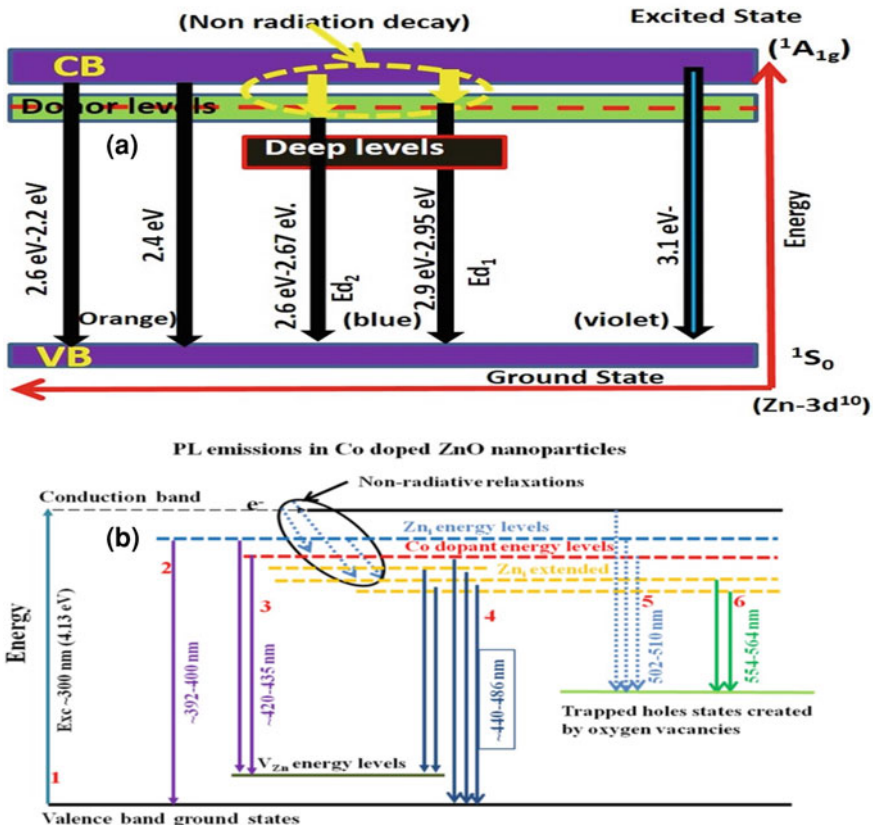 (Non radiation decay)
Excited State
(¹A₁g)
CB
Donor levels
(a)
Deep levels
2.6 eV-2.2 eV
2.4 eV
2.6 eV-2.67 eV.
Ed₂
2.9 eV-2.95 eV
Ed₁
3.1 eV-
Energy
Orange)
(blue)
(violet)
VB
¹S₀
Ground State
(Zn-3d¹⁰)
PL emissions in Co doped ZnO nanoparticles
Non-radiative relaxations
Conduction band
e⁻
(b)
Znᵢ energy levels
Co dopant energy levels
Znᵢ extended
2
3
4
5
6
Energy
Exc ~300 nm (4.13 eV)
~392-400 nm
~420-435 nm
~440-486 nm
502-510 nm
554-564 nm
Trapped holes states created
by oxygen vacancies
V_Zn energy levels
1
Valence band ground states